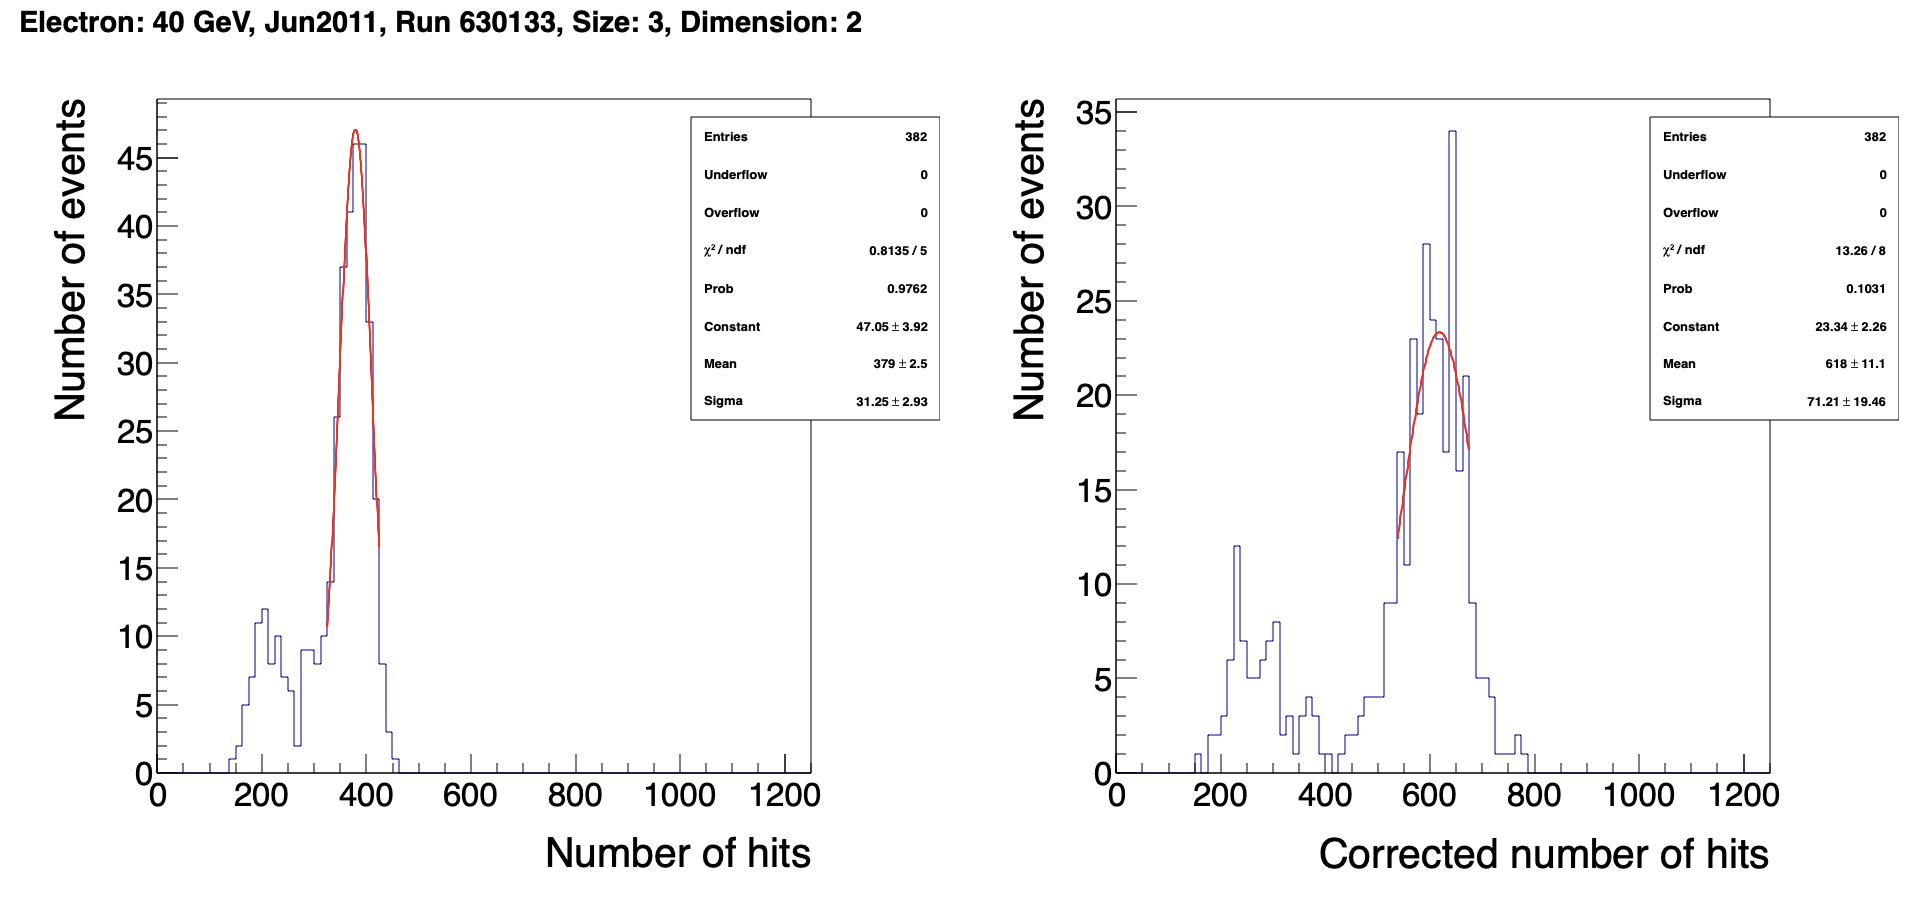 Electron: 40 GeV, Jun2011, Run 630133, Size: 3, Dimension: 2
Number of events
45
40
35
30
25
20
15
10
5
0
0 200 400 600 800 1000 1200
Number of hits
Entries 382
Underflow 0
Overflow 0
χ² / ndf 0.8135 / 5
Prob 0.9762
Constant 47.05 ± 3.92
Mean 379 ± 2.5
Sigma 31.25 ± 2.93
Number of events
35
30
25
20
15
10
5
0
0 200 400 600 800 1000 1200
Corrected number of hits
Entries 382
Underflow 0
Overflow 0
χ² / ndf 13.26 / 8
Prob 0.1031
Constant 23.34 ± 2.26
Mean 618 ± 11.1
Sigma 71.21 ± 19.46